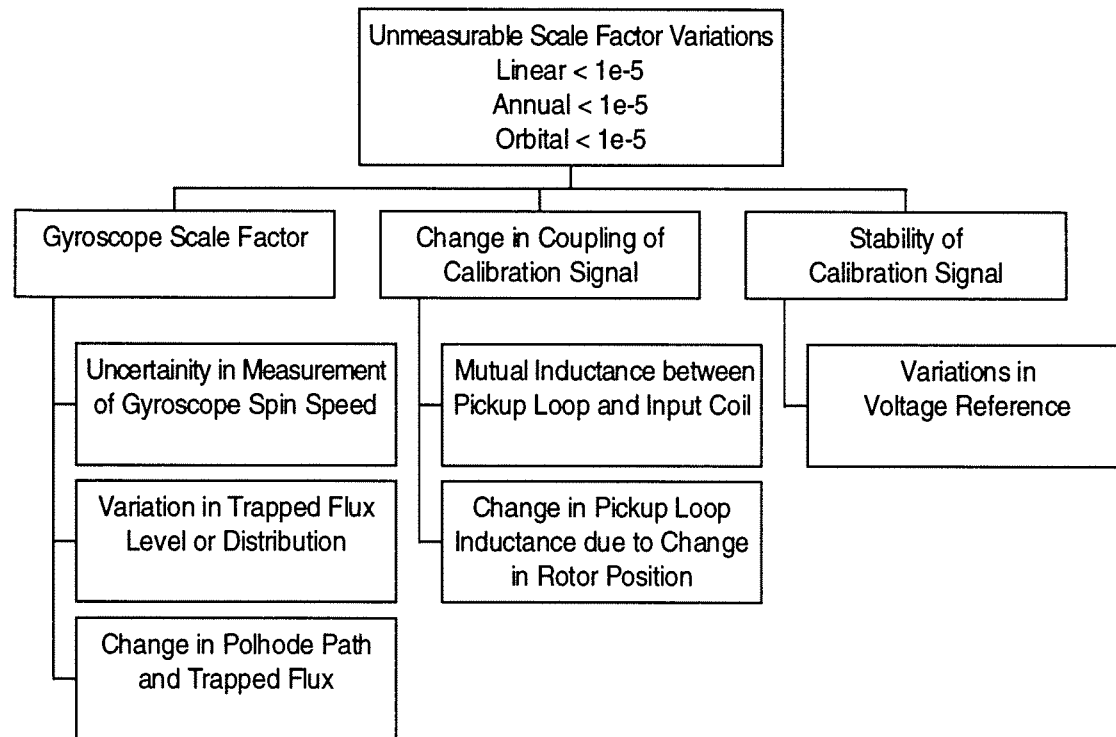 Unmeasurable Scale Factor Variations
Linear < 1e-5
Annual < 1e-5
Orbital < 1e-5
Gyroscope Scale Factor
Change in Coupling of
Calibration Signal
Stability of
Calibration Signal
Uncertainity in Measurement
of Gyroscope Spin Speed
Mutual Inductance between
Pickup Loop and Input Coil
Variations in
Voltage Reference
Variation in Trapped Flux
Level or Distribution
Change in Pickup Loop
Inductance due to Change
in Rotor Position
Change in Polhode Path
and Trapped Flux